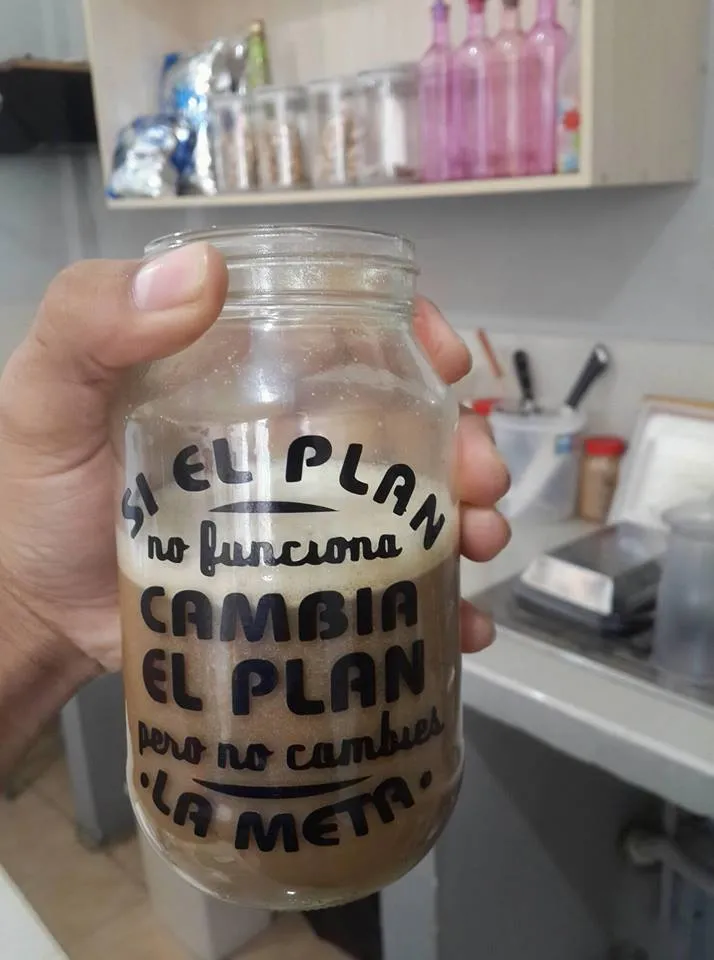 SI EL PLAN
no funciona
CAMBIA
EL PLAN
pero no cambies
·LA META·